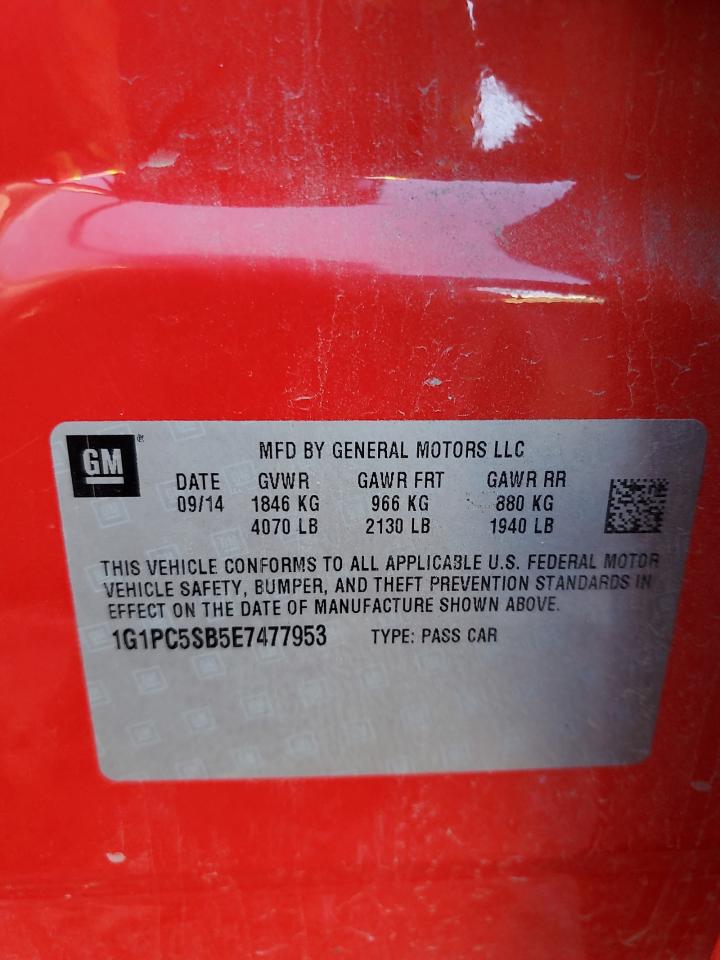 GM®
MFD BY GENERAL MOTORS LLC
DATE GVWR GAWR FRT GAWR RR
09/14 1846 KG 966 KG 880 KG
4070 LB 2130 LB 1940 LB
THIS VEHICLE CONFORMS TO ALL APPLICABLE U.S. FEDERAL MOTOR
VEHICLE SAFETY, BUMPER, AND THEFT PREVENTION STANDARDS IN
EFFECT ON THE DATE OF MANUFACTURE SHOWN ABOVE.
1G1PC5SB5E7477953 TYPE: PASS CAR